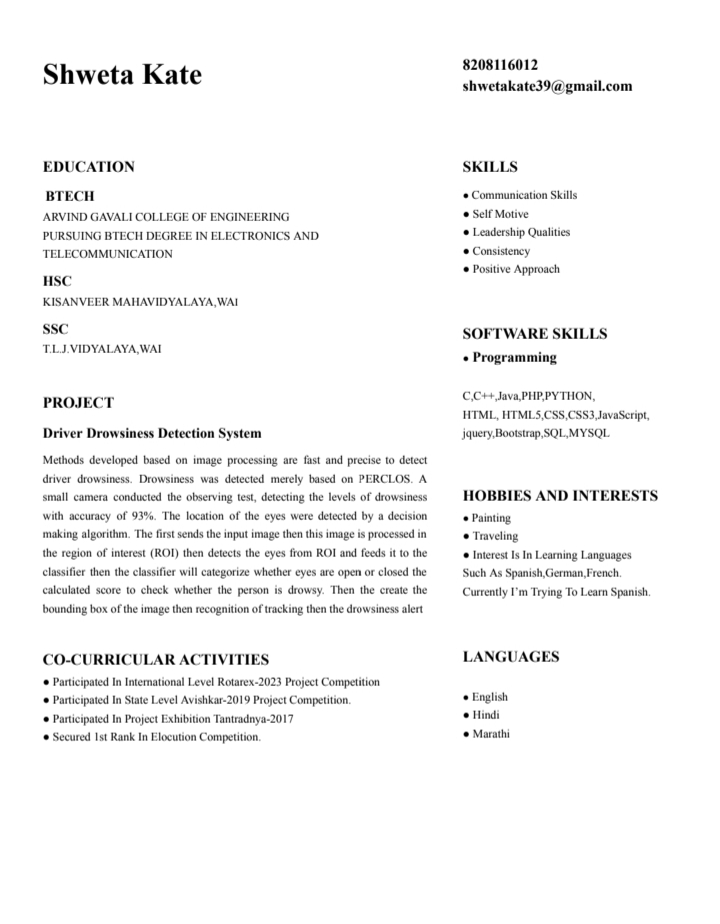 Shweta Kate
8208116012
shwetakate39@gmail.com
EDUCATION
BTECH
ARVIND GAVALI COLLEGE OF ENGINEERING
PURSUING BTECH DEGREE IN ELECTRONICS AND
TELECOMMUNICATION
HSC
KISANVEER MAHAVIDYALAYA,WAI
SSC
T.L.J.VIDYALAYA,WAI
PROJECT
Driver Drowsiness Detection System
Methods developed based on image processing are fast and precise to detect
driver drowsiness. Drowsiness was detected merely based on PERCLOS. A
small camera conducted the observing test, detecting the levels of drowsiness
with accuracy of 93%. The location of the eyes were detected by a decision
making algorithm. The first sends the input image then this image is processed in
the region of interest (ROI) then detects the eyes from ROI and feeds it to the
classifier then the classifier will categorize whether eyes are open or closed the
calculated score to check whether the person is drowsy. Then the create the
bounding box of the image then recognition of tracking then the drowsiness alert
CO-CURRICULAR ACTIVITIES
● Participated In International Level Rotarex-2023 Project Competition
● Participated In State Level Avishkar-2019 Project Competition.
● Participated In Project Exhibition Tantradnya-2017
● Secured 1st Rank In Elocution Competition.
SKILLS
● Communication Skills
● Self Motive
● Leadership Qualities
● Consistency
● Positive Approach
SOFTWARE SKILLS
● Programming
C,C++,Java,PHP,PYTHON,
HTML, HTML5,CSS,CSS3,JavaScript,
jquery,Bootstrap,SQL,MYSQL
HOBBIES AND INTERESTS
● Painting
● Traveling
● Interest Is In Learning Languages
Such As Spanish,German,French.
Currently I'm Trying To Learn Spanish.
LANGUAGES
● English
● Hindi
● Marathi